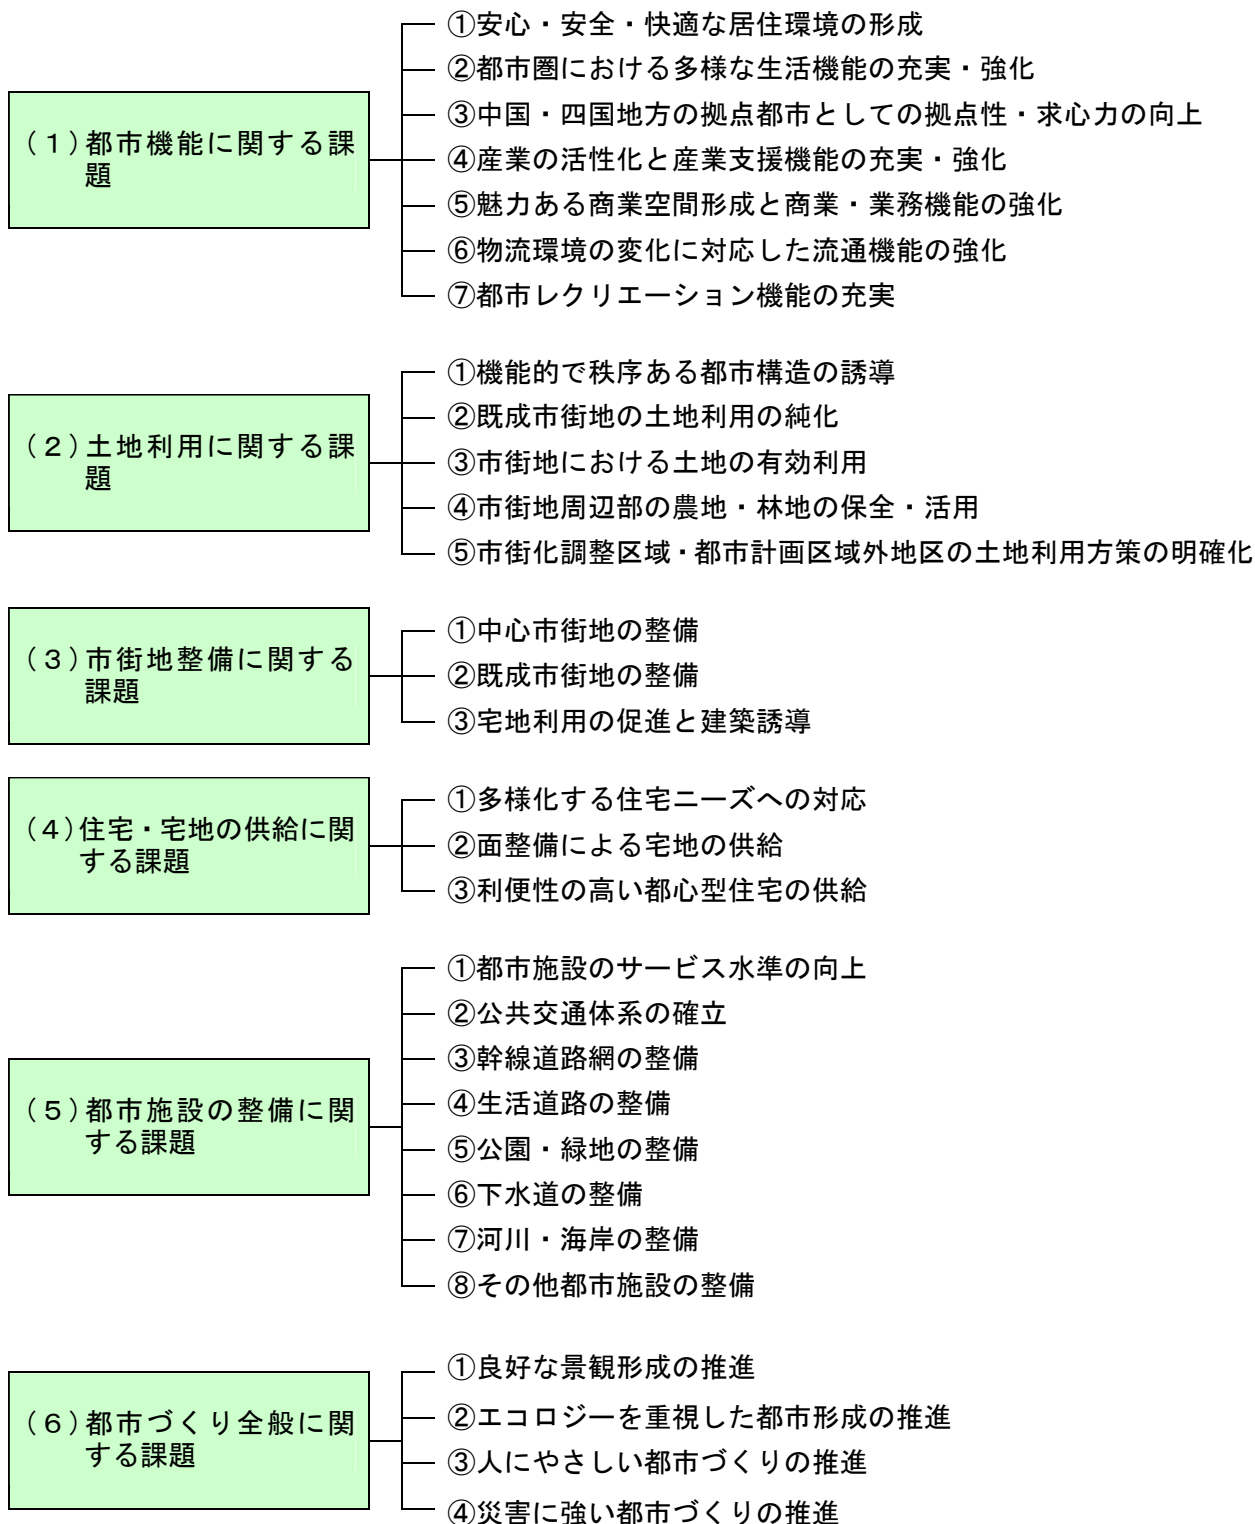 (1)都市機能に関する課
題
①安心・安全・快適な居住環境の形成
②都市圏における多様な生活機能の充実・強化
③中国・四国地方の拠点都市としての拠点性・求心力の向上
④産業の活性化と産業支援機能の充実・強化
⑤魅力ある商業空間形成と商業・業務機能の強化
⑥物流環境の変化に対応した流通機能の強化
⑦都市レクリエーション機能の充実
(2)土地利用に関する課
題
①機能的で秩序ある都市構造の誘導
②既成市街地の土地利用の純化
③市街地における土地の有効利用
④市街地周辺部の農地・林地の保全・活用
⑤市街化調整区域・都市計画区域外地区の土地利用方策の明確化
(3)市街地整備に関する
課題
①中心市街地の整備
②既成市街地の整備
③宅地利用の促進と建築誘導
(4)住宅・宅地の供給に関
する課題
①多様化する住宅ニーズへの対応
②面整備による宅地の供給
③利便性の高い都心型住宅の供給
(5)都市施設の整備に関
する課題
①都市施設のサービス水準の向上
②公共交通体系の確立
③幹線道路網の整備
④生活道路の整備
⑤公園・緑地の整備
⑥下水道の整備
⑦河川・海岸の整備
⑧その他都市施設の整備
(6)都市づくり全般に関
する課題
①良好な景観形成の推進
②エコロジーを重視した都市形成の推進
③人にやさしい都市づくりの推進
④災害に強い都市づくりの推進